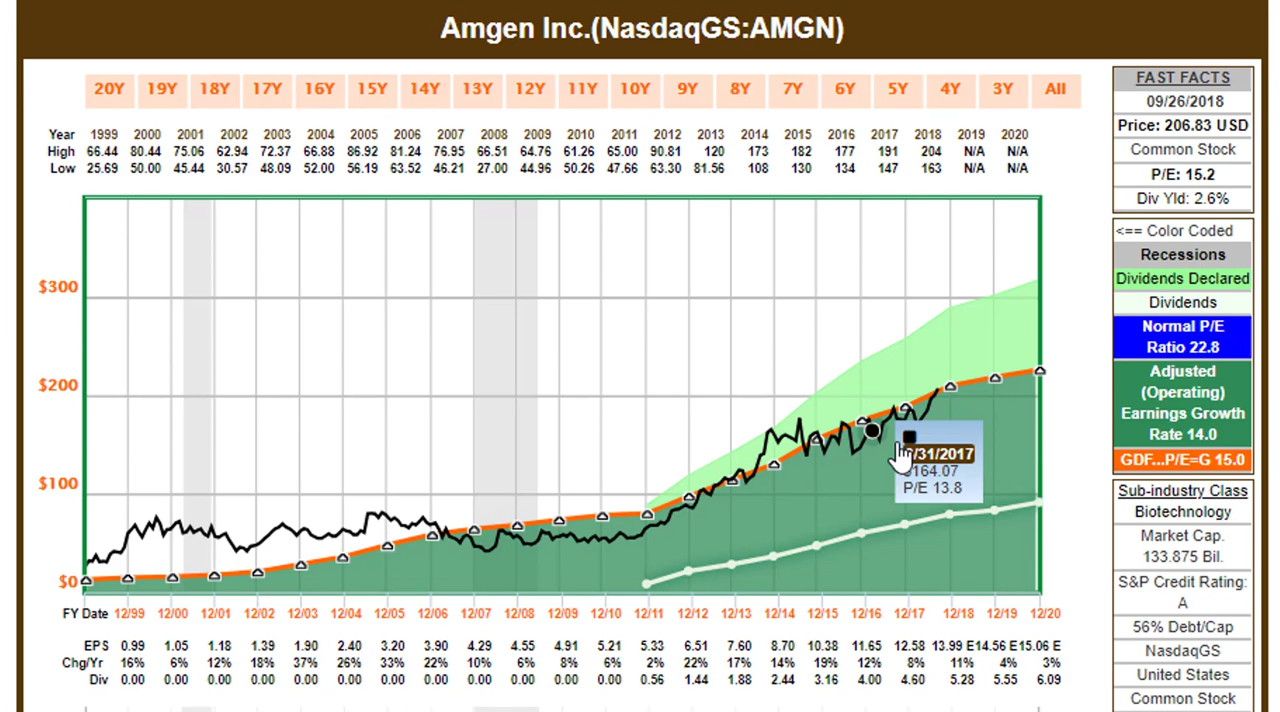 Amgen Inc.(NasdaqGS:AMGN)
20Y 19Y 18Y 17Y 16Y 15Y 14Y 13Y 12Y 11Y 10Y 9Y 8Y 7Y 6Y 5Y 4Y 3Y All
Year 1999 2000 2001 2002 2003 2004 2005 2006 2007 2008 2009 2010 2011 2012 2013 2014 2015 2016 2017 2018 2019 2020
High 66.44 80.44 75.06 62.94 72.37 66.88 86.92 81.24 76.95 66.51 64.76 61.26 65.00 90.81 120 173 182 177 191 204 N/A N/A
Low 25.69 50.00 45.44 30.57 48.09 52.00 56.19 63.52 46.21 27.00 44.96 50.26 47.66 63.30 81.56 108 130 134 147 163 N/A N/A
$300
$200
$100
$0
/31/2017
$164.07
P/E 13.8
FY Date 12/99 12/00 12/01 12/02 12/03 12/04 12/05 12/06 12/07 12/08 12/09 12/10 12/11 12/12 12/13 12/14 12/15 12/16 12/17 12/18 12/19 12/20
EPS 0.99 1.05 1.18 1.39 1.90 2.40 3.20 3.90 4.29 4.55 4.91 5.21 5.33 6.51 7.60 8.70 10.38 11.65 12.58 13.99 E 14.56 E 15.06 E
Chg/Yr 16% 6% 12% 18% 37% 26% 33% 22% 10% 6% 8% 6% 2% 22% 17% 14% 19% 12% 8% 11% 4% 3%
Div 0.00 0.00 0.00 0.00 0.00 0.00 0.00 0.00 0.00 0.00 0.00 0.00 0.56 1.44 1.88 2.44 3.16 4.00 4.60 5.28 5.55 6.09
FAST FACTS
09/26/2018
Price: 206.83 USD
Common Stock
P/E: 15.2
Div Yld: 2.6%
<== Color Coded
Recessions
Dividends Declared
Dividends
Normal P/E
Ratio 22.8
Adjusted
(Operating)
Earnings Growth
Rate 14.0
GDF...P/E=G 15.0
Sub-industry Class
Biotechnology
Market Cap.
133.875 Bil.
S&P Credit Rating:
A
56% Debt/Cap
NasdaqGS
United States
Common Stock